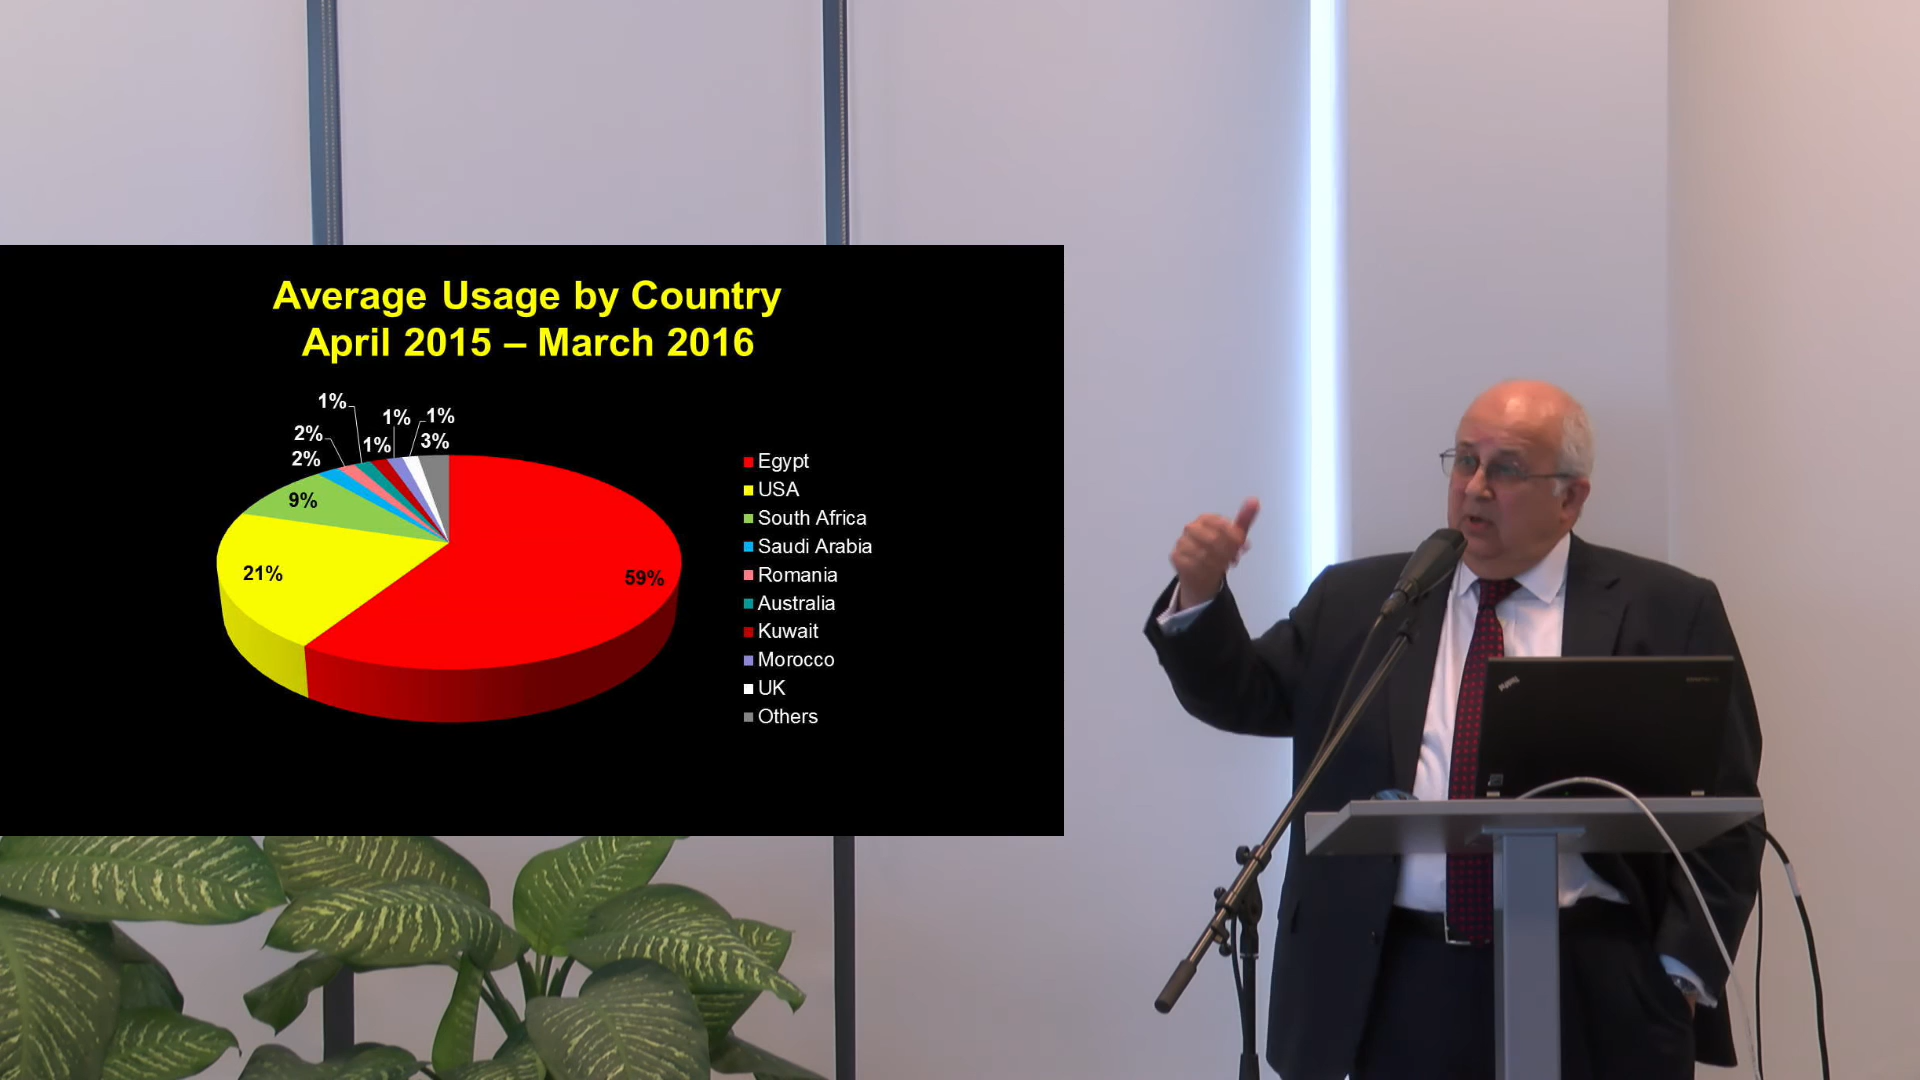 Average Usage by Country
April 2015 – March 2016
1%
1%
1%
2%
1%
3%
2%
9%
21%
59%
Egypt
USA
South Africa
Saudi Arabia
Romania
Australia
Kuwait
Morocco
UK
Others